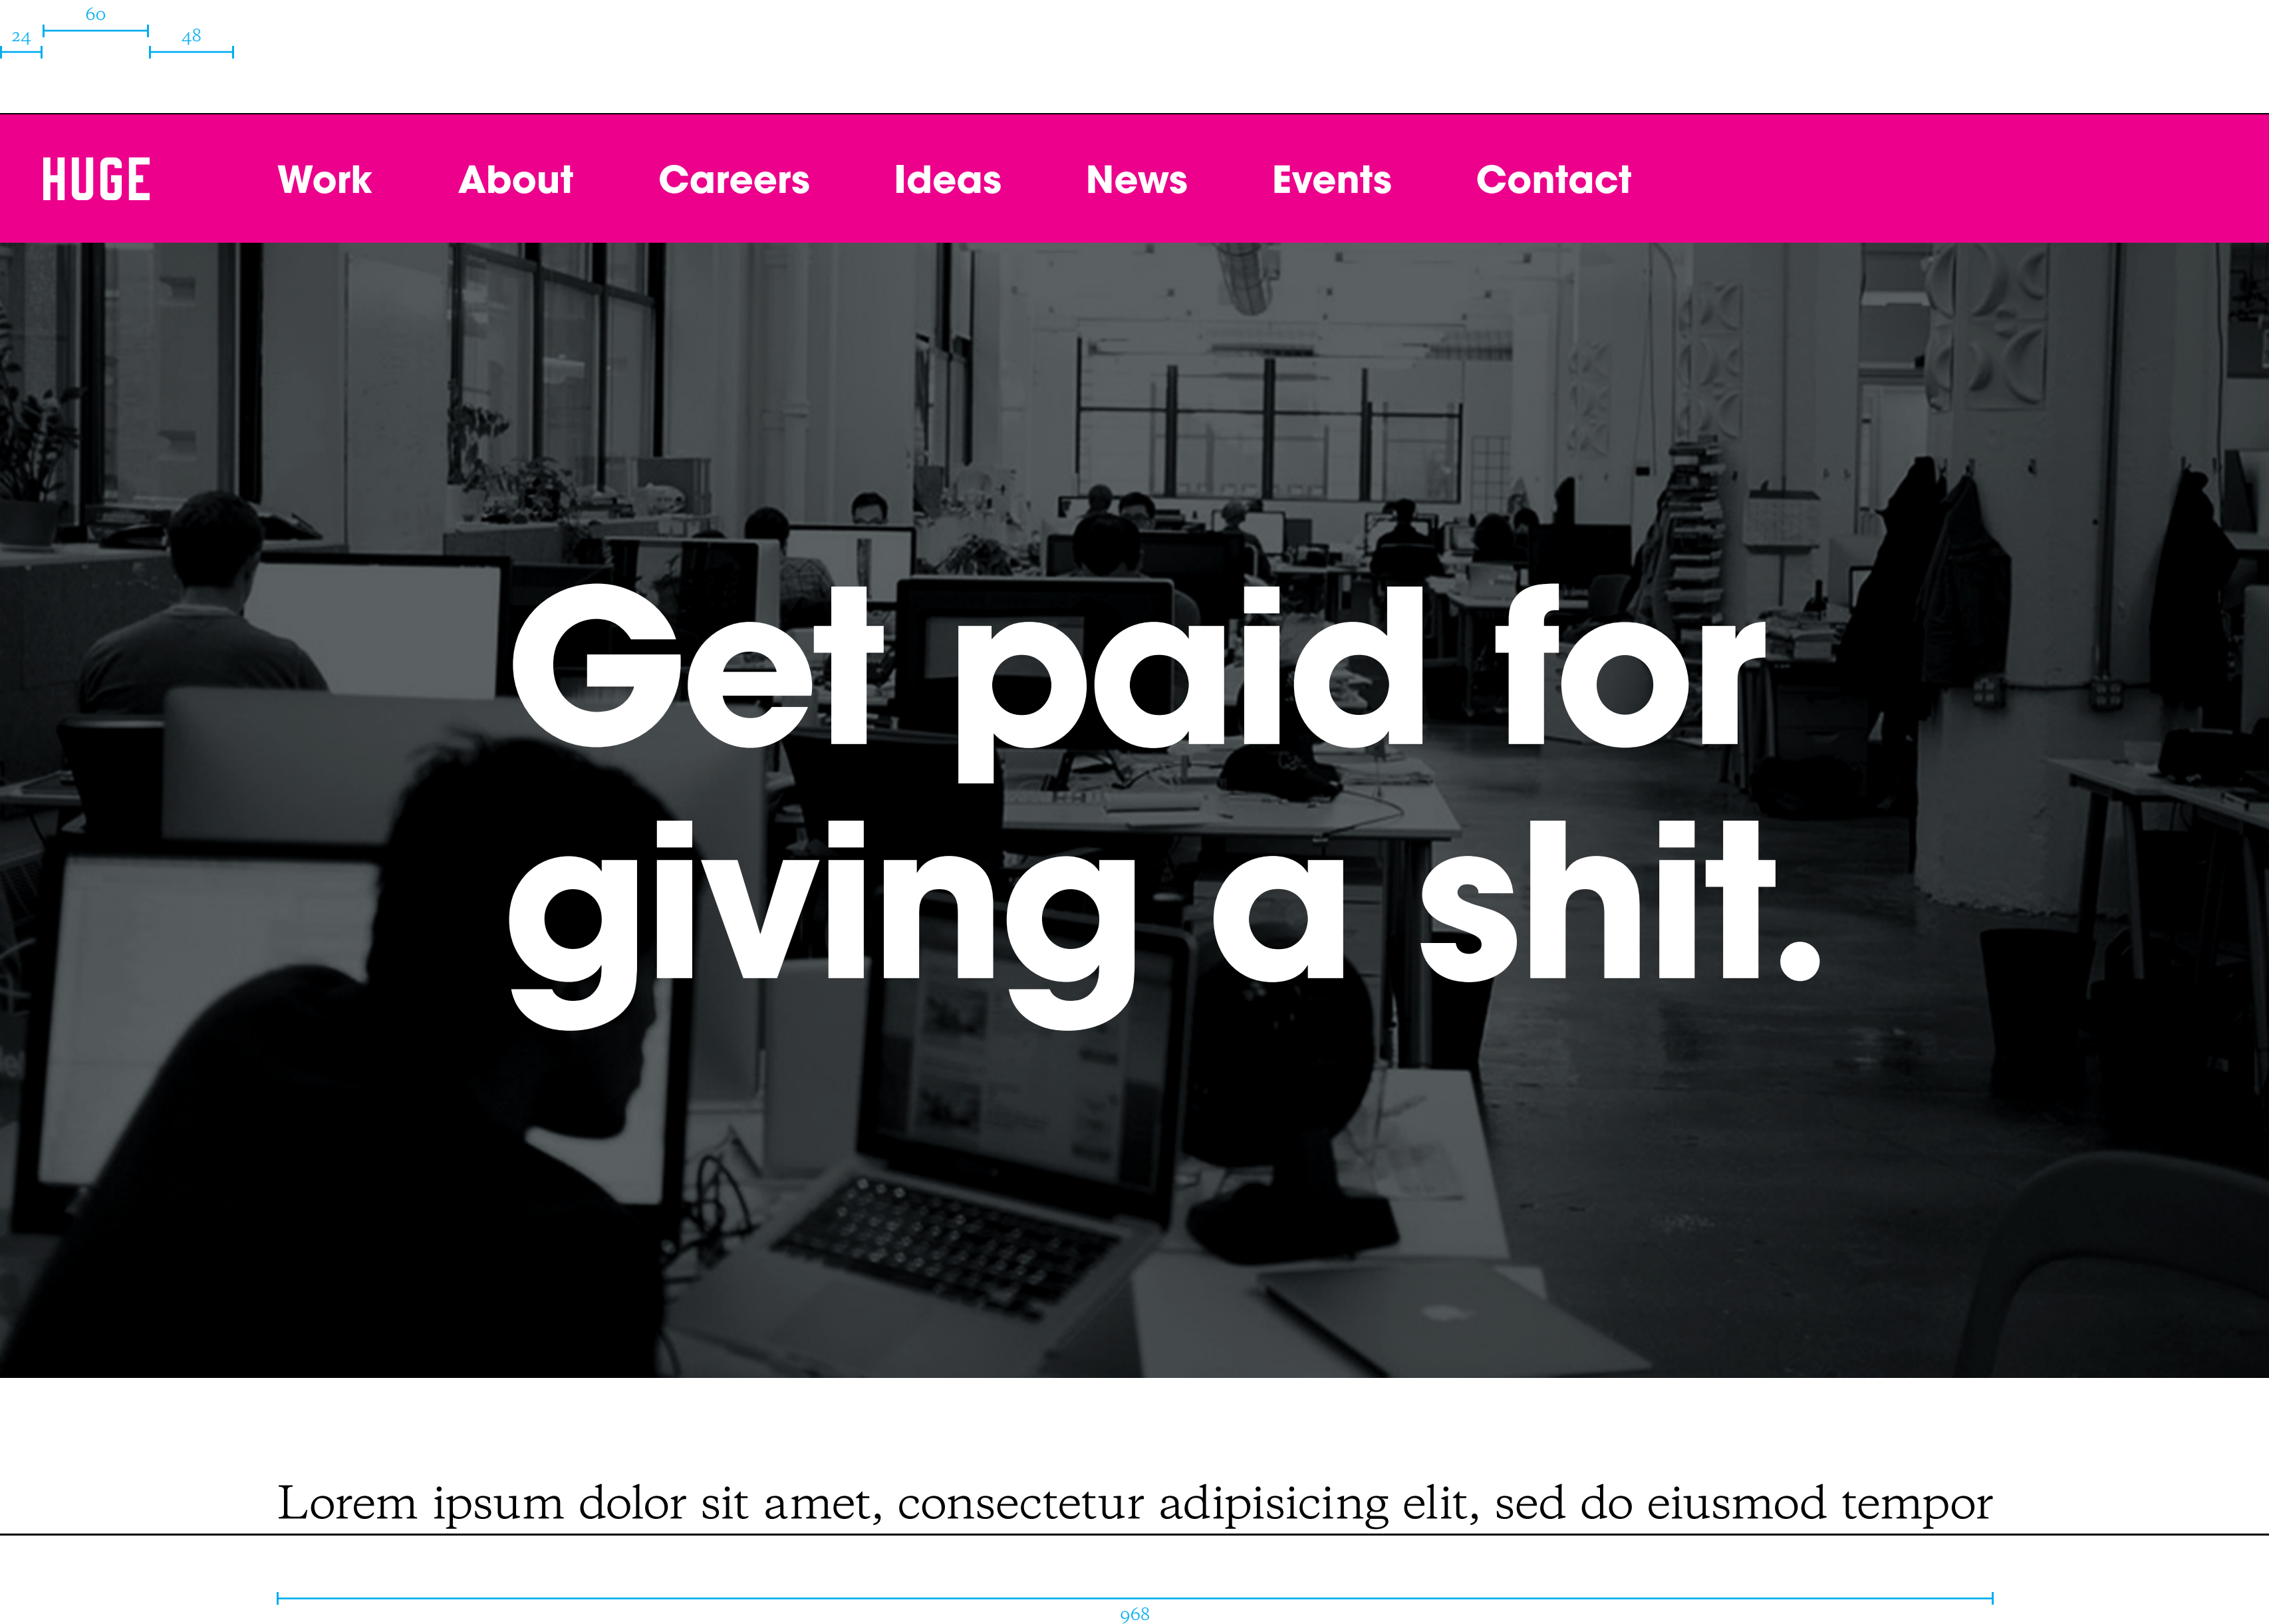 60
24
48
HUGE Work About Careers Ideas News Events Contact
Get paid for
giving a shit.
Lorem ipsum dolor sit amet, consectetur adipisicing elit, sed do eiusmod tempor
968